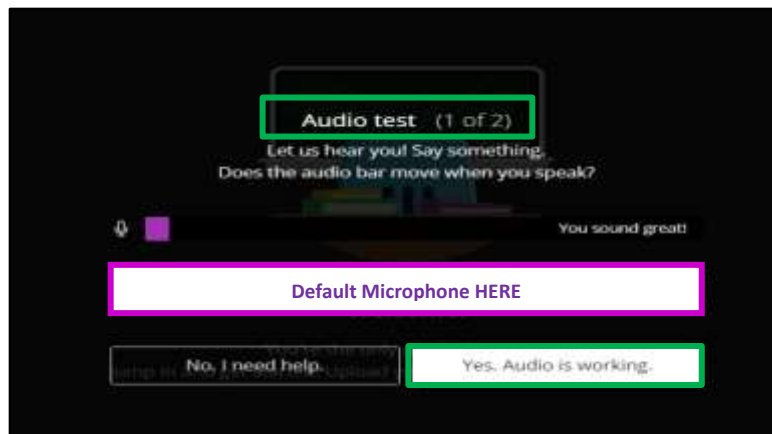 Audio test (1 of 2)
Let us hear you! Say something.
Does the audio bar move when you speak?
You sound great!
Default Microphone HERE
No, I need help.
Yes. Audio is working.